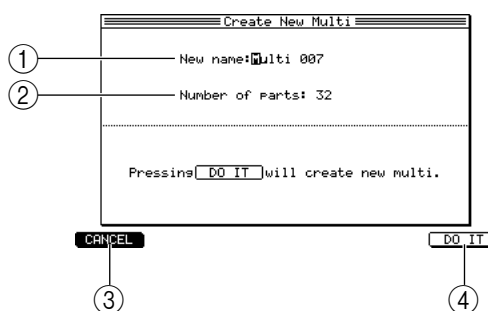 Create New Multi
① New name:Multi 007
② Number of parts: 32
Pressing DO IT will create new multi.
CANCEL DO IT
③ ④